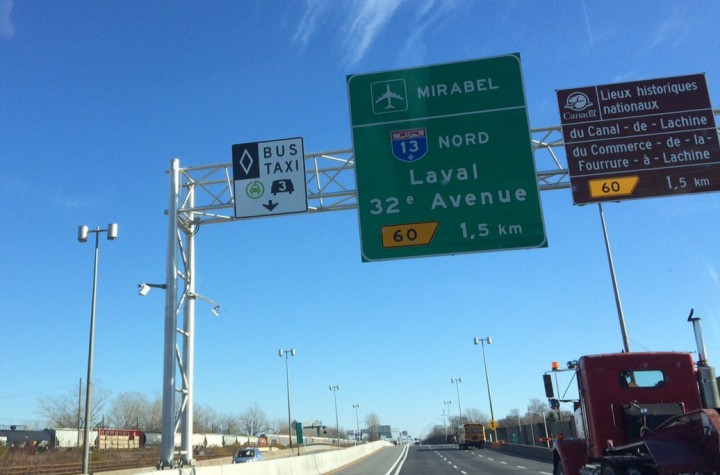 BUS
TAXI
3
MIRABEL
13
NORD
Laval
32e Avenue
60
1,5 km
Canada
Lieux historiques
nationaux
du Canal - de - Lachine
du Commerce - de - la
Fourrure - à - Lachine
60
1,5 km